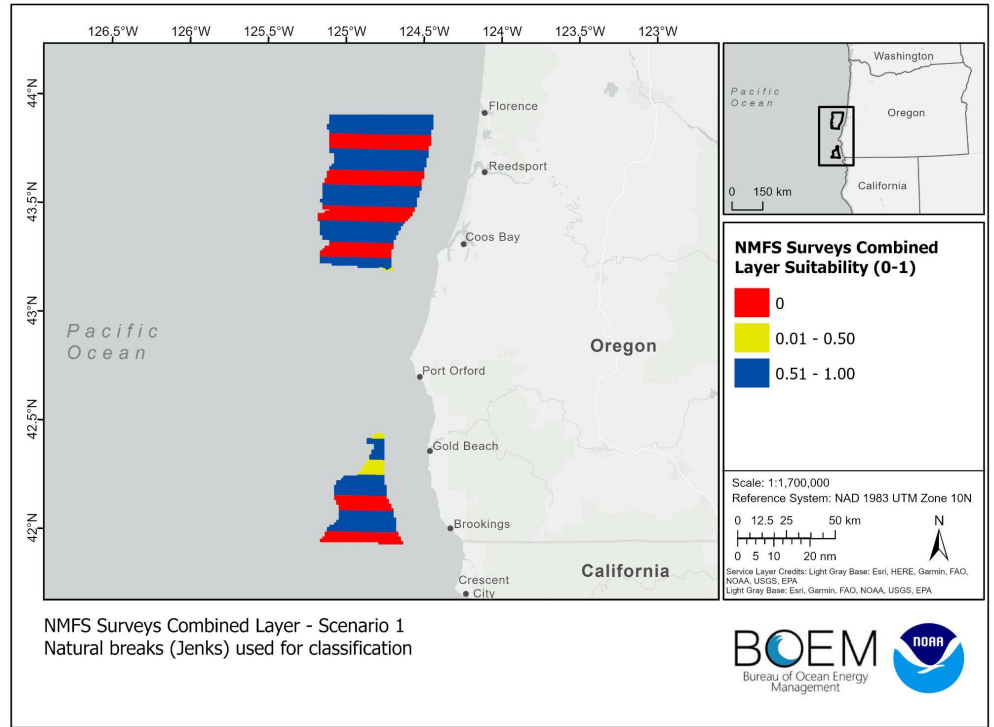 126.5°W
126°W
125.5°W
125°W
124.5°W
124°W
123.5°W
123°W
44°N
43.5°N
43°N
42.5°N
42°N
Florence
Reedsport
Coos Bay
Pacific
Ocean
Oregon
Port Orford
Gold Beach
Brookings
California
Crescent
City
Washington
Pacific
Ocean
Oregon
California
0 150 km
NMFS Surveys Combined
Layer Suitability (0-1)
0
0.01 - 0.50
0.51 - 1.00
Scale: 1:1,700,000
Reference System: NAD 1983 UTM Zone 10N
0 12.5 25 50 km
N
0 5 10 20 nm
Service Layer Credits: Light Gray Base: Esri, HERE, Garmin, FAO,
NOAA, USGS, EPA
Light Gray Base: Esri, Garmin, FAO, NOAA, USGS, EPA
NMFS Surveys Combined Layer - Scenario 1
Natural breaks (Jenks) used for classification
BOEM
Bureau of Ocean Energy
Management
NOAA